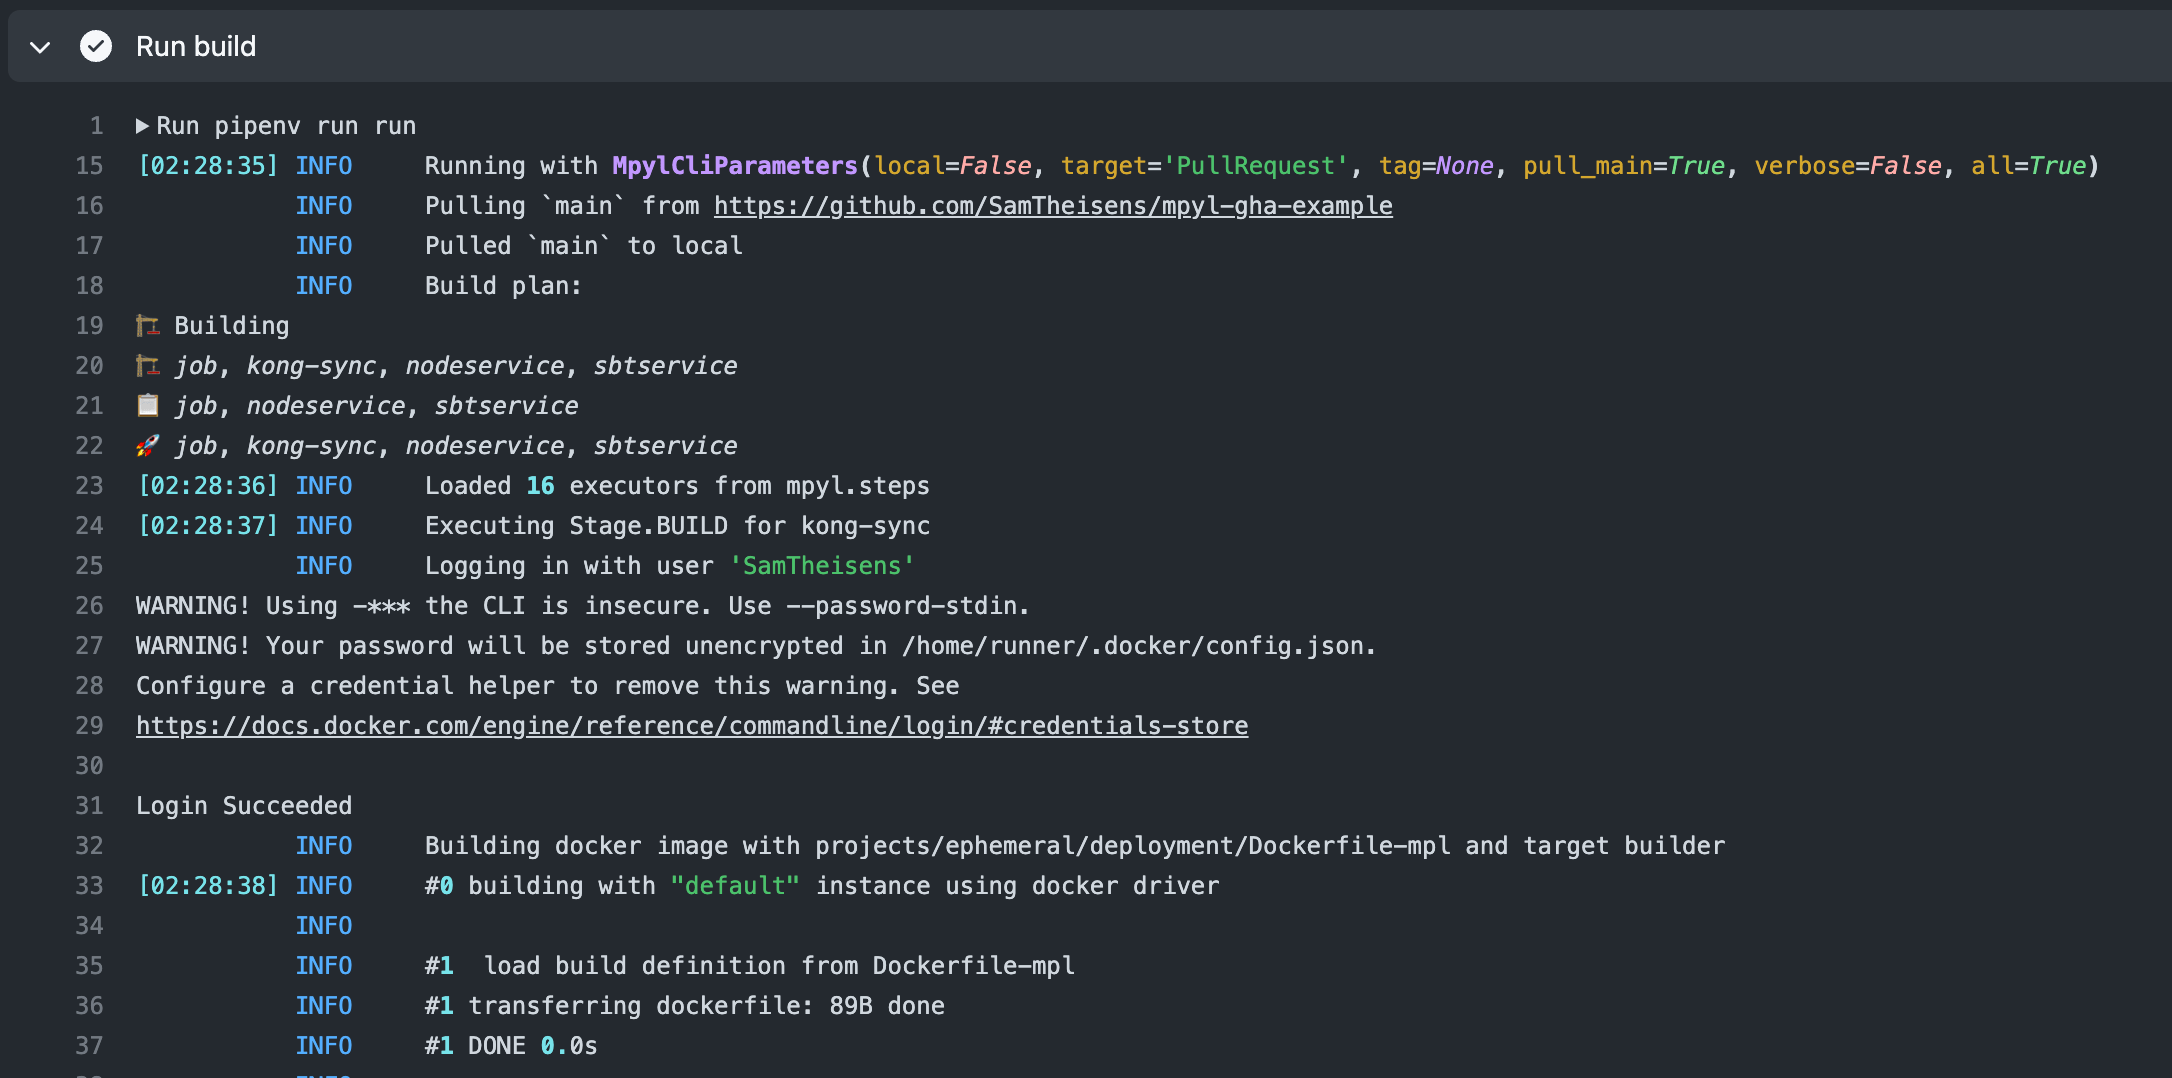 Run build
1 Run pipenv run run
15 [02:28:35] INFO Running with MpylCliParameters(local=False, target='PullRequest', tag=None, pull_main=True, verbose=False, all=True)
16 INFO Pulling `main` from https://github.com/SamTheisens/mpyl-gha-example
17 INFO Pulled `main` to local
18 INFO Build plan:
19 🏗️ Building
20 🏗️ job, kong-sync, nodeservice, sbtservice
21 📋 job, nodeservice, sbtservice
22 🚀 job, kong-sync, nodeservice, sbtservice
23 [02:28:36] INFO Loaded 16 executors from mpyl.steps
24 [02:28:37] INFO Executing Stage.BUILD for kong-sync
25 INFO Logging in with user 'SamTheisens'
26 WARNING! Using -*** the CLI is insecure. Use --password-stdin.
27 WARNING! Your password will be stored unencrypted in /home/runner/.docker/config.json.
28 Configure a credential helper to remove this warning. See
29 https://docs.docker.com/engine/reference/commandline/login/#credentials-store
30
31 Login Succeeded
32 INFO Building docker image with projects/ephemeral/deployment/Dockerfile-mpl and target builder
33 [02:28:38] INFO #0 building with "default" instance using docker driver
34 INFO
35 INFO #1  load build definition from Dockerfile-mpl
36 INFO #1 transferring dockerfile: 89B done
37 INFO #1 DONE 0.0s